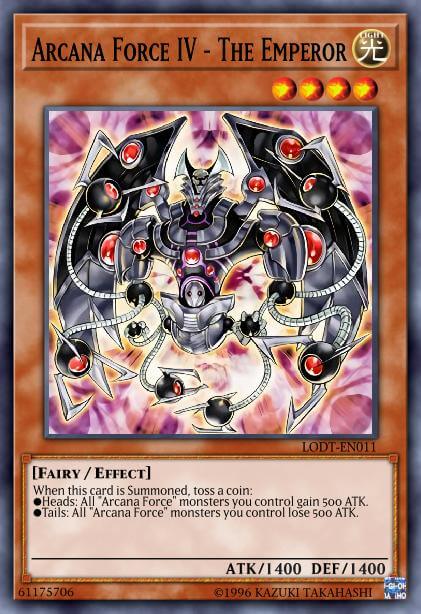 Arcana Force IV - The Emperor
LIGHT
光
LODT-EN011
[Fairy / Effect]
When this card is Summoned, toss a coin:
●Heads: All "Arcana Force" monsters you control gain 500 ATK.
●Tails: All "Arcana Force" monsters you control lose 500 ATK.
ATK/1400 DEF/1400
61175706
©1996 KAZUKI TAKAHASHI